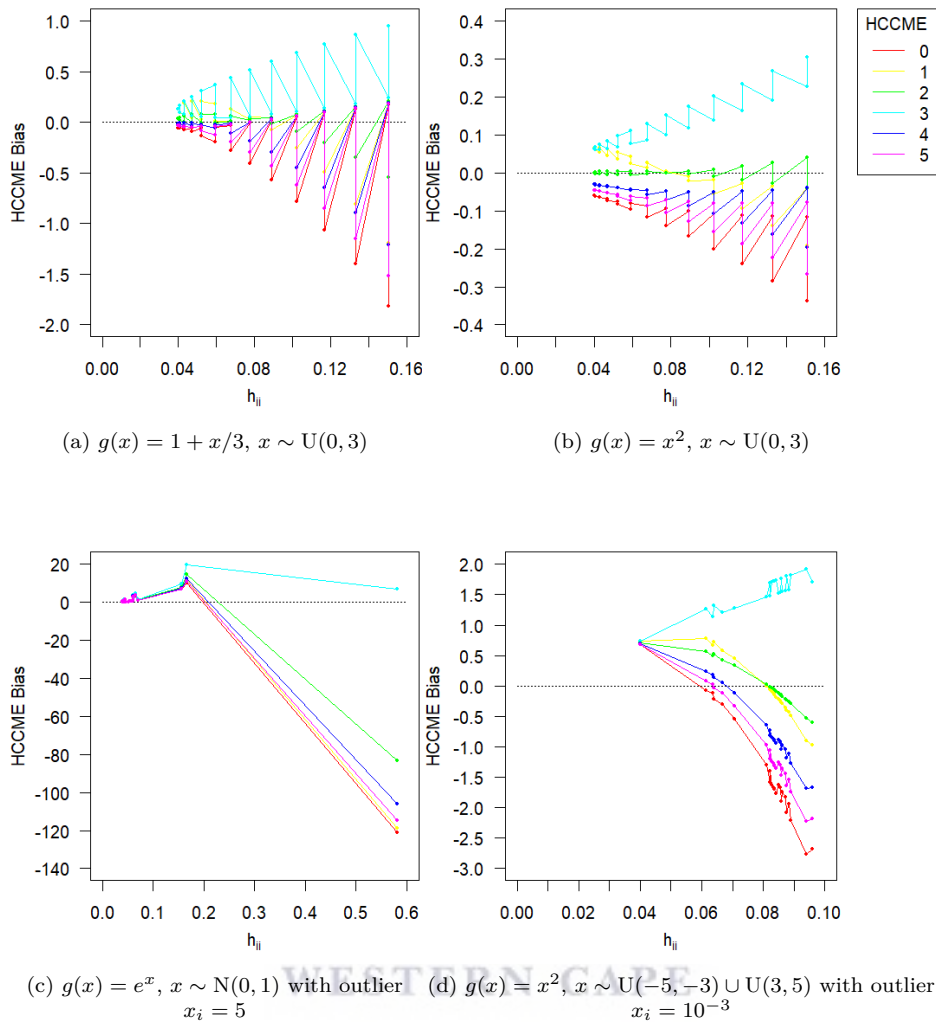 HCCME Bias
1.0
0.5
0.0
-0.5
-1.0
-1.5
-2.0
0.00 0.04 0.08 0.12 0.16
h_ii
(a) g(x) = 1 + x/3, x ∼ U(0, 3)
HCCME Bias
0.4
0.3
0.2
0.1
0.0
-0.1
-0.2
-0.3
-0.4
0.00 0.04 0.08 0.12 0.16
h_ii
(b) g(x) = x², x ∼ U(0, 3)
HCCME
0
1
2
3
4
5
HCCME Bias
20
0
-20
-40
-60
-80
-100
-120
-140
0.0 0.1 0.2 0.3 0.4 0.5 0.6
h_ii
(c) g(x) = eˣ, x ∼ N(0, 1) with outlier
x_i = 5
HCCME Bias
2.0
1.5
1.0
0.5
0.0
-0.5
-1.0
-1.5
-2.0
-2.5
-3.0
0.00 0.02 0.04 0.06 0.08 0.10
h_ii
(d) g(x) = x², x ∼ U(−5, −3) ∪ U(3, 5) with outlier
x_i = 10⁻³
WESTERN CAPE